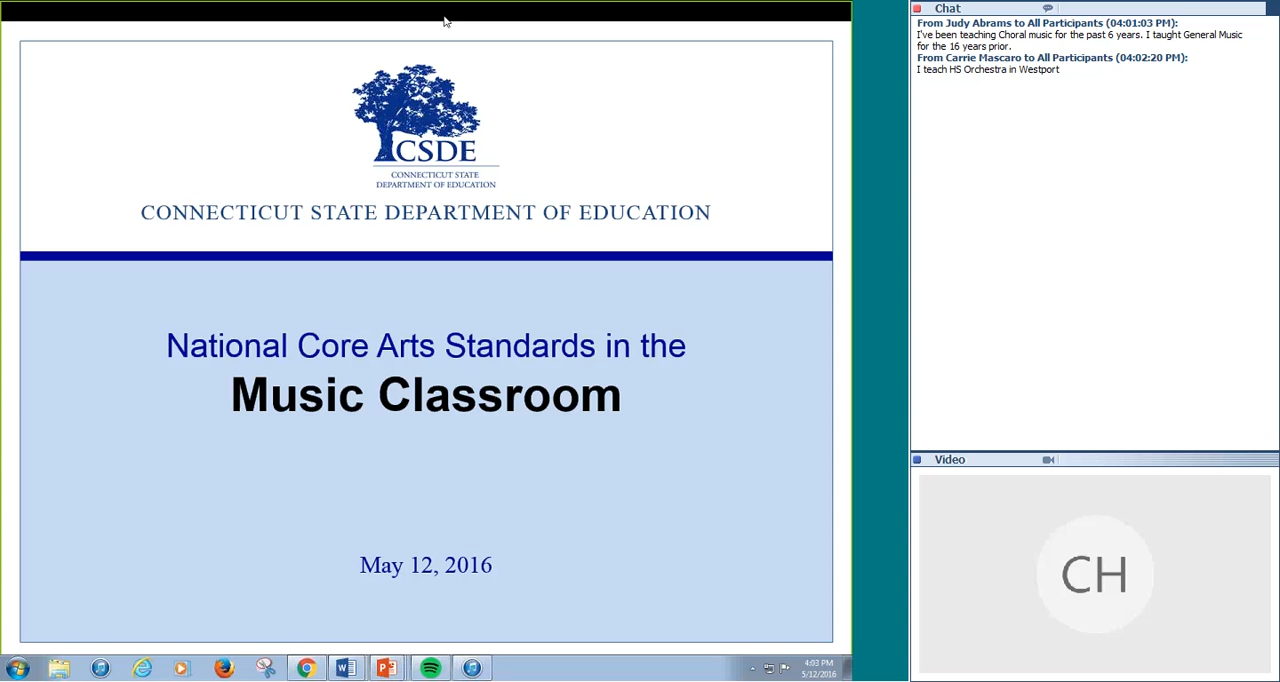 CSDE
CONNECTICUT STATE
DEPARTMENT OF EDUCATION
CONNECTICUT STATE DEPARTMENT OF EDUCATION
National Core Arts Standards in the
Music Classroom
May 12, 2016
4:03 PM
5/12/2016
Chat
From Judy Abrams to All Participants (04:01:03 PM):
I've been teaching Choral music for the past 6 years. I taught General Music
for the 16 years prior.
From Carrie Mascaro to All Participants (04:02:20 PM):
I teach HS Orchestra in Westport
Video
CH